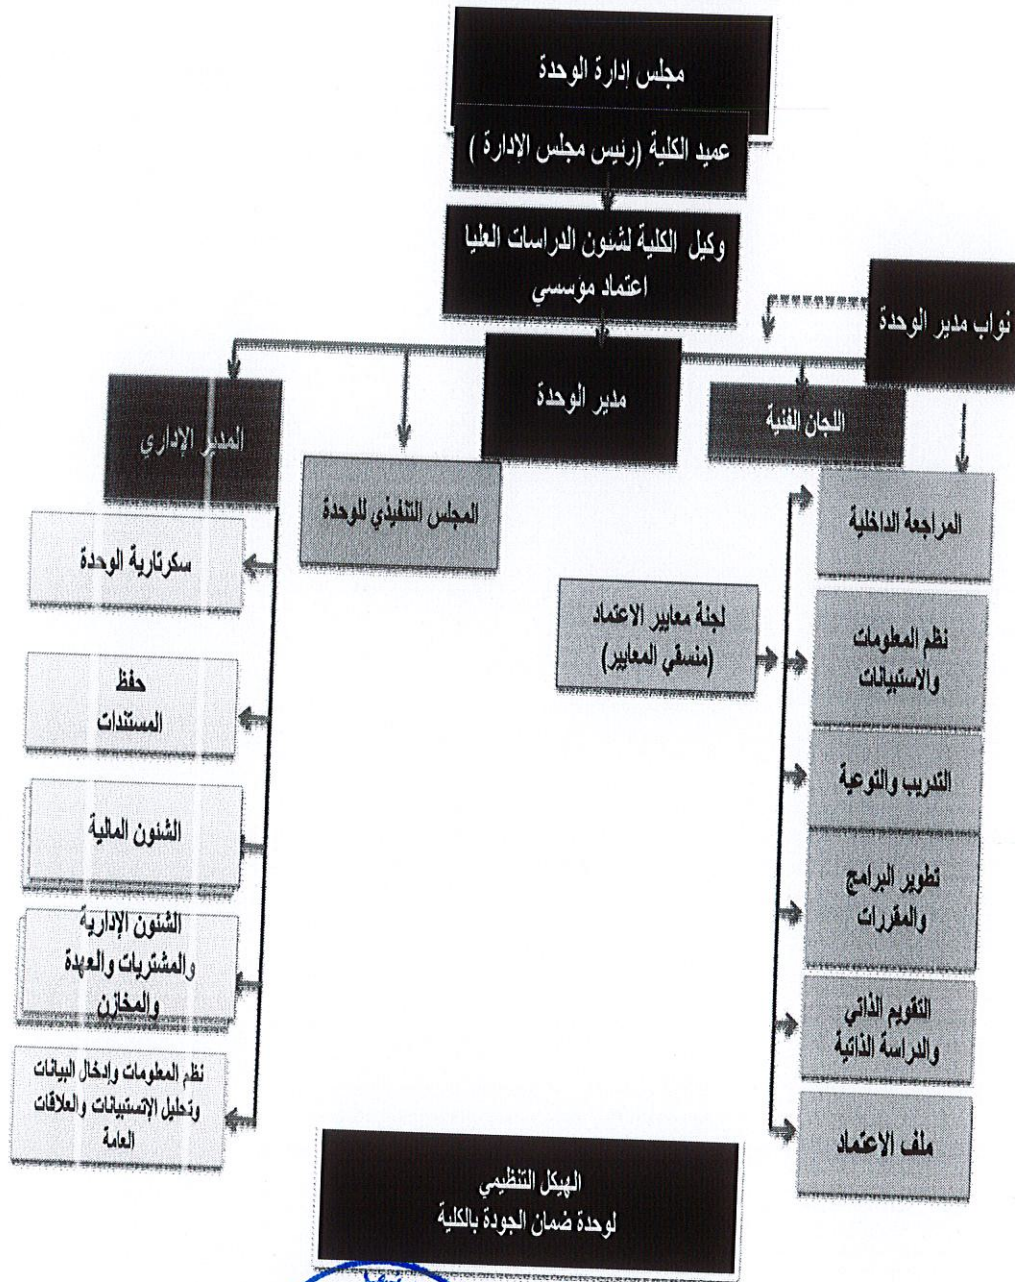 مجلس إدارة الوحدة
عميد الكلية (رئيس مجلس الإدارة )
وكيل الكلية لشئون الدراسات العليا
اعتماد مؤسسي
نواب مدير الوحدة
مدير الوحدة
اللجان الفنية
المدير الإداري
المجلس التنفيذي للوحدة
المراجعة الداخلية
سكرتارية الوحدة
لجنة معايير الاعتماد
(منسقي المعايير)
نظم المعلومات
والاستبيانات
حفظ
المستندات
التدريب والتوعية
الشئون المالية
تطوير البرامج
والمقررات
الشئون الإدارية
والمشتريات والعهدة
والمخازن
التقويم الذاتي
والدراسة الذاتية
نظم المعلومات وإدخال البيانات
وتحليل الإتستبيانات والعلاقات
العامة
ملف الاعتماد
الهيكل التنظيمي
لوحدة ضمان الجودة بالكلية